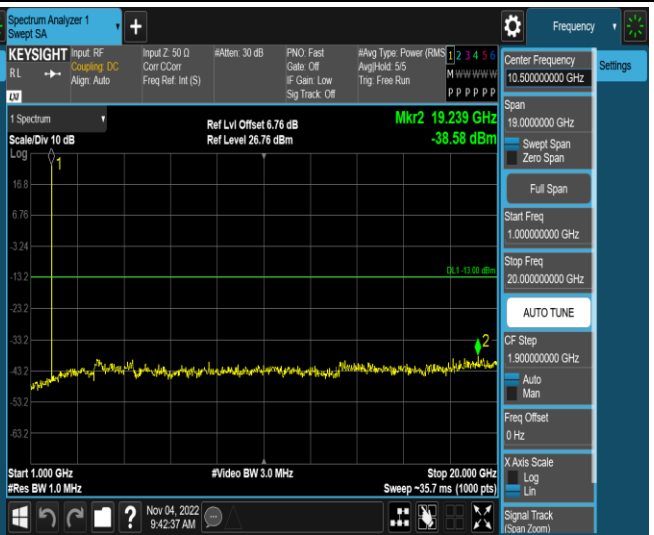 Spectrum Analyzer 1
Swept SA
+
Frequency
KEYSIGHT
RL
LXI
Input: RF
Coupling: DC
Align: Auto
Input Z: 50 Ω
Corr CCorr
Freq Ref: Int (S)
#Atten: 30 dB
PNO: Fast
Gate: Off
IF Gain: Low
Sig Track: Off
#Avg Type: Power (RMS
Avg|Hold: 5/5
Trig: Free Run
1 2 3 4 5 6
M W W W W W
P P P P P P
1 Spectrum
Scale/Div 10 dB
Log
Ref Lvl Offset 6.76 dB
Ref Level 26.76 dBm
Mkr2 19.239 GHz
-38.58 dBm
1
16.8
6.76
-3.24
-13.2
DL1 -13.00 dBm
-23.2
-33.2
2
-43.2
-53.2
-63.2
Start 1.000 GHz
#Res BW 1.0 MHz
#Video BW 3.0 MHz
Stop 20.000 GHz
Sweep ~35.7 ms (1000 pts)
?
Nov 04, 2022
9:42:37 AM
Center Frequency
10.500000000 GHz
Settings
Span
19.0000000 GHz
Swept Span
Zero Span
Full Span
Start Freq
1.000000000 GHz
Stop Freq
20.000000000 GHz
AUTO TUNE
CF Step
1.900000000 GHz
Auto
Man
Freq Offset
0 Hz
X Axis Scale
Log
Lin
Signal Track
(Span Zoom)